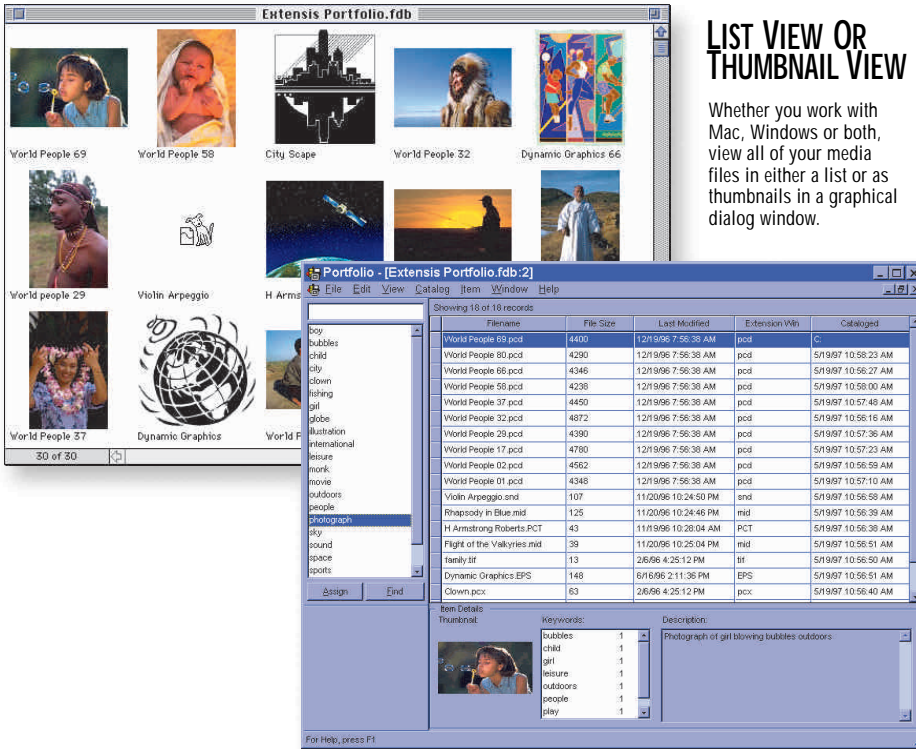 Extensis Portfolio.fdb
World People 69
World People 58
City Scape
World People 32
Dynamic Graphics 66
World people 29
Violin Arpeggio
H Arms
World People 37
Dynamic Graphics
World P
30 of 30
LIST VIEW OR
THUMBNAIL VIEW
Whether you work with
Mac, Windows or both,
view all of your media
files in either a list or as
thumbnails in a graphical
dialog window.
Portfolio - [Extensis Portfolio.fdb:2]
File Edit View Catalog Item Window Help
Showing 18 of 18 records
boy
bubbles
child
city
clown
fishing
girl
globe
illustration
international
leisure
monk
movie
outdoors
people
photograph
sky
sound
space
sports
Assign Find
Filename File Size Last Modified Extension Win Cataloged
World People 69.pcd 4400 12/19/96 7:56:38 AM pcd C:
World People 80.pcd 4290 12/19/96 7:56:38 AM pcd 5/19/97 10:58:23 AM
World People 66.pcd 4346 12/19/96 7:56:38 AM pcd 5/19/97 10:56:27 AM
World People 58.pcd 4238 12/19/96 7:56:38 AM pcd 5/19/97 10:58:00 AM
World People 37.pcd 4450 12/19/96 7:56:38 AM pcd 5/19/97 10:57:48 AM
World People 32.pcd 4872 12/19/96 7:56:38 AM pcd 5/19/97 10:56:16 AM
World People 29.pcd 4390 12/19/96 7:56:38 AM pcd 5/19/97 10:57:36 AM
World People 17.pcd 4780 12/19/96 7:56:38 AM pcd 5/19/97 10:57:23 AM
World People 02.pcd 4562 12/19/96 7:56:38 AM pcd 5/19/97 10:56:59 AM
World People 01.pcd 4348 12/19/96 7:56:38 AM pcd 5/19/97 10:57:10 AM
Violin Arpeggio.snd 107 11/20/96 10:24:50 PM snd 5/19/97 10:56:58 AM
Rhapsody in Blue.mid 125 11/20/96 10:24:46 PM mid 5/19/97 10:56:39 AM
H Armstrong Roberts.PCT 43 11/19/96 10:28:04 AM PCT 5/19/97 10:56:38 AM
Flight of the Valkyries.mid 39 11/20/96 10:25:04 PM mid 5/19/97 10:56:51 AM
family.tif 13 2/6/96 4:25:12 PM tif 5/19/97 10:56:50 AM
Dynamic Graphics.EPS 148 6/16/96 2:11:36 PM EPS 5/19/97 10:56:51 AM
Clown.pcx 63 2/6/96 4:25:12 PM pcx 5/19/97 10:56:40 AM
Item Details
Thumbnail: Keywords: Description:
bubbles 1
child 1
girl 1
leisure 1
outdoors 1
people 1
play 1
Photograph of girl blowing bubbles outdoors
For Help, press F1